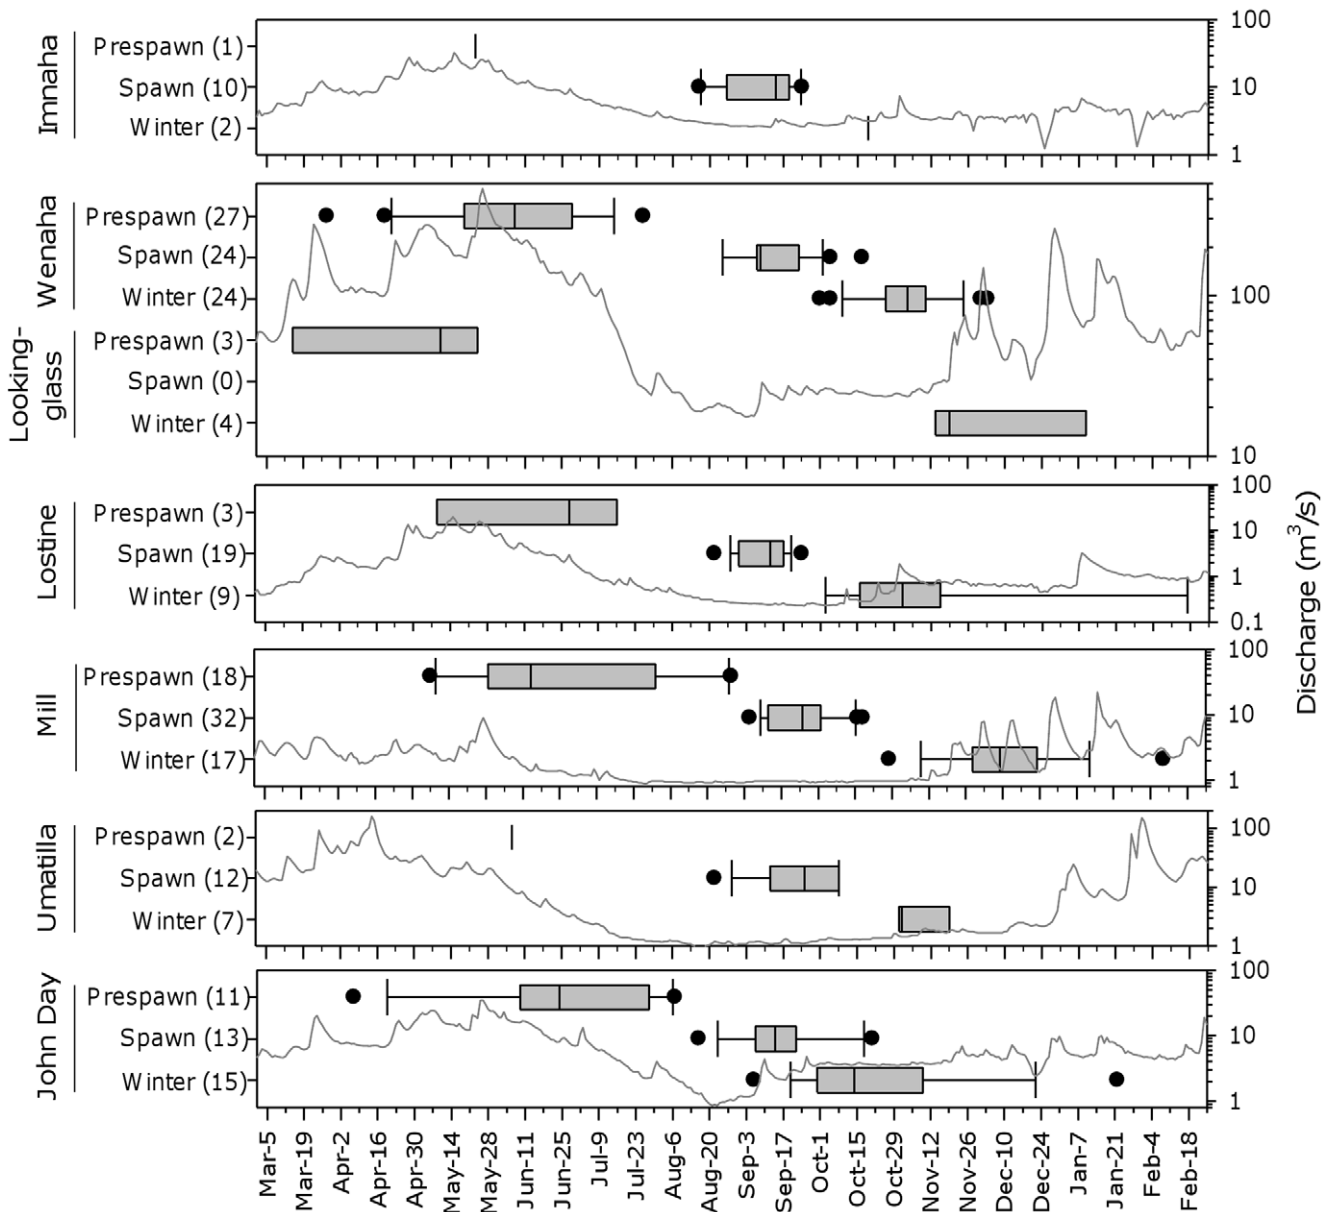 Imnaha
Prespawn (1)
Spawn (10)
Winter (2)
100
10
1
Wenaha
Prespawn (27)
Spawn (24)
Winter (24)
Looking-
glass
Prespawn (3)
Spawn (0)
Winter (4)
100
10
Lostine
Prespawn (3)
Spawn (19)
Winter (9)
100
10
1
0.1
Mill
Prespawn (18)
Spawn (32)
Winter (17)
100
10
1
Umatilla
Prespawn (2)
Spawn (12)
Winter (7)
100
10
1
John Day
Prespawn (11)
Spawn (13)
Winter (15)
100
10
1
Discharge (m³/s)
Mar-5
Mar-19
Apr-2
Apr-16
Apr-30
May-14
May-28
Jun-11
Jun-25
Jul-9
Jul-23
Aug-6
Aug-20
Sep-3
Sep-17
Oct-1
Oct-15
Oct-29
Nov-12
Nov-26
Dec-10
Dec-24
Jan-7
Jan-21
Feb-4
Feb-18